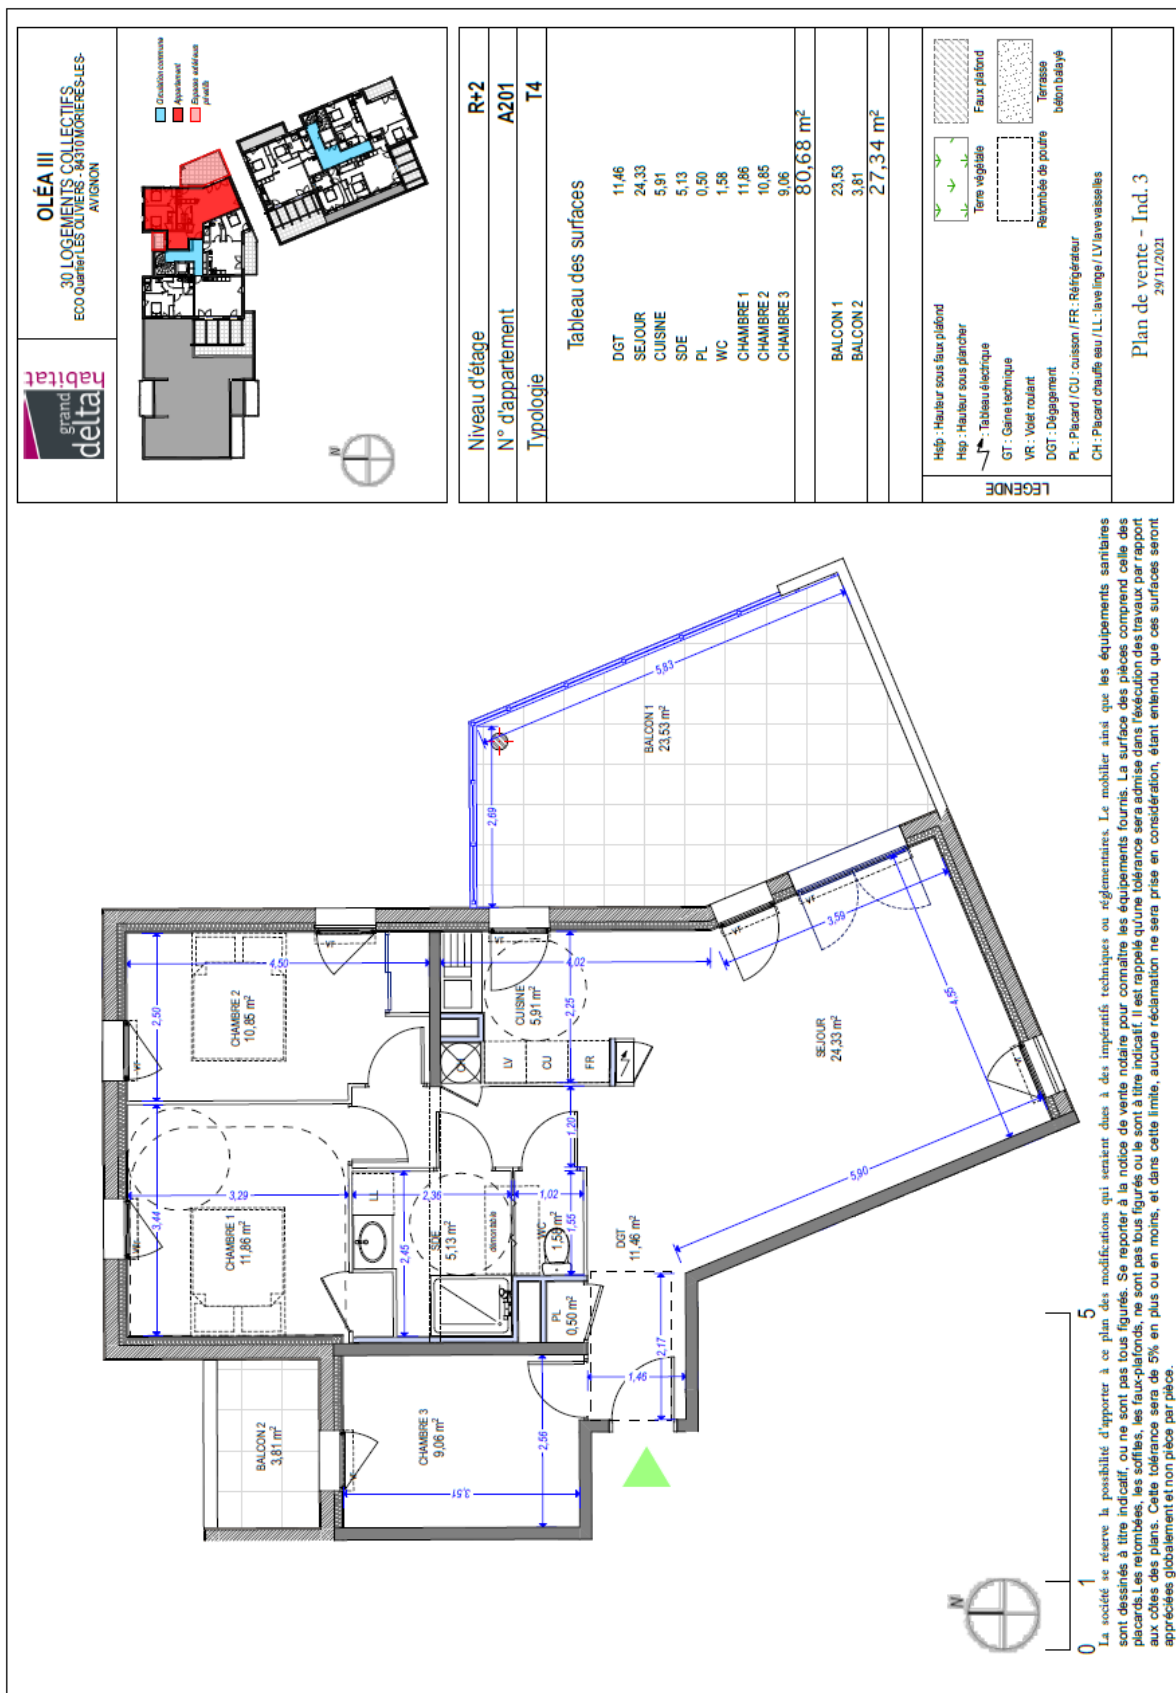 grand
delta
habitat
OLÉA III
30 LOGEMENTS COLLECTIFS
ECO Quartier LES OLIVIERS - 84310 MORIERES-LES-
AVIGNON
Circulation commune
Appartement
Espaces extérieurs
privatifs
N
Niveau d'étage R+2
N° d'appartement A201
Typologie T4
Tableau des surfaces
DGT 11,46
SEJOUR 24,33
CUISINE 5,91
SDE 5,13
PL 0,50
WC 1,58
CHAMBRE 1 11,86
CHAMBRE 2 10,85
CHAMBRE 3 9,06
80,68 m²
BALCON 1 23,53
BALCON 2 3,81
27,34 m²
LEGENDE
Hsfp : Hauteur sous faux plafond
Hsp : Hauteur sous plancher
: Tableau électrique
GT : Gaine technique
VR : Volet roulant
DGT : Dégagement
PL : Placard / CU : cuisson / FR : Réfrigérateur
CH : Placard chauffe eau / LL : lave linge / LV lave vaisselles
Terre végétale
Faux plafond
Retombée de poutre
Terrasse
béton balayé
Plan de vente - Ind. 3
29/11/2021
BALCON 2
3,81 m²
CHAMBRE 3
9,06 m²
3,51
2,56
CHAMBRE 1
11,86 m²
3,44
3,29
CHAMBRE 2
10,85 m²
2,50
4,50
VF
LL
SDE
5,13 m²
2,45
2,36
démontable
WC
1,58 m²
1,02
1,55
PL
0,50 m²
DGT
11,46 m²
1,20
2,17
1,46
CUISINE
5,91 m²
4,02
2,25
LV
CU
FR
SEJOUR
24,33 m²
3,59
4,55
5,90
BALCON 1
23,53 m²
2,69
5,83
N
0 1 5
La société se réserve la possibilité d'apporter à ce plan des modifications qui seraient dues à des impératifs techniques ou réglementaires. Le mobilier ainsi que les équipements sanitaires
sont dessinés à titre indicatif, ou ne sont pas tous figurés. Se reporter à la notice de vente notaire pour connaître les équipements fournis. La surface des pièces comprend celle des
placards.Les retombées, les soffites, les faux-plafonds, ne sont pas tous figurés ou le sont à titre indicatif. Il est rappelé qu'une tolérance sera admise dans l'éxécution des travaux par rapport
aux côtes des plans. Cette tolérance sera de 5% en plus ou en moins, et dans cette limite, aucune réclamation ne sera prise en considération, étant entendu que ces surfaces seront
appréciées globalement et non pièce par pièce.